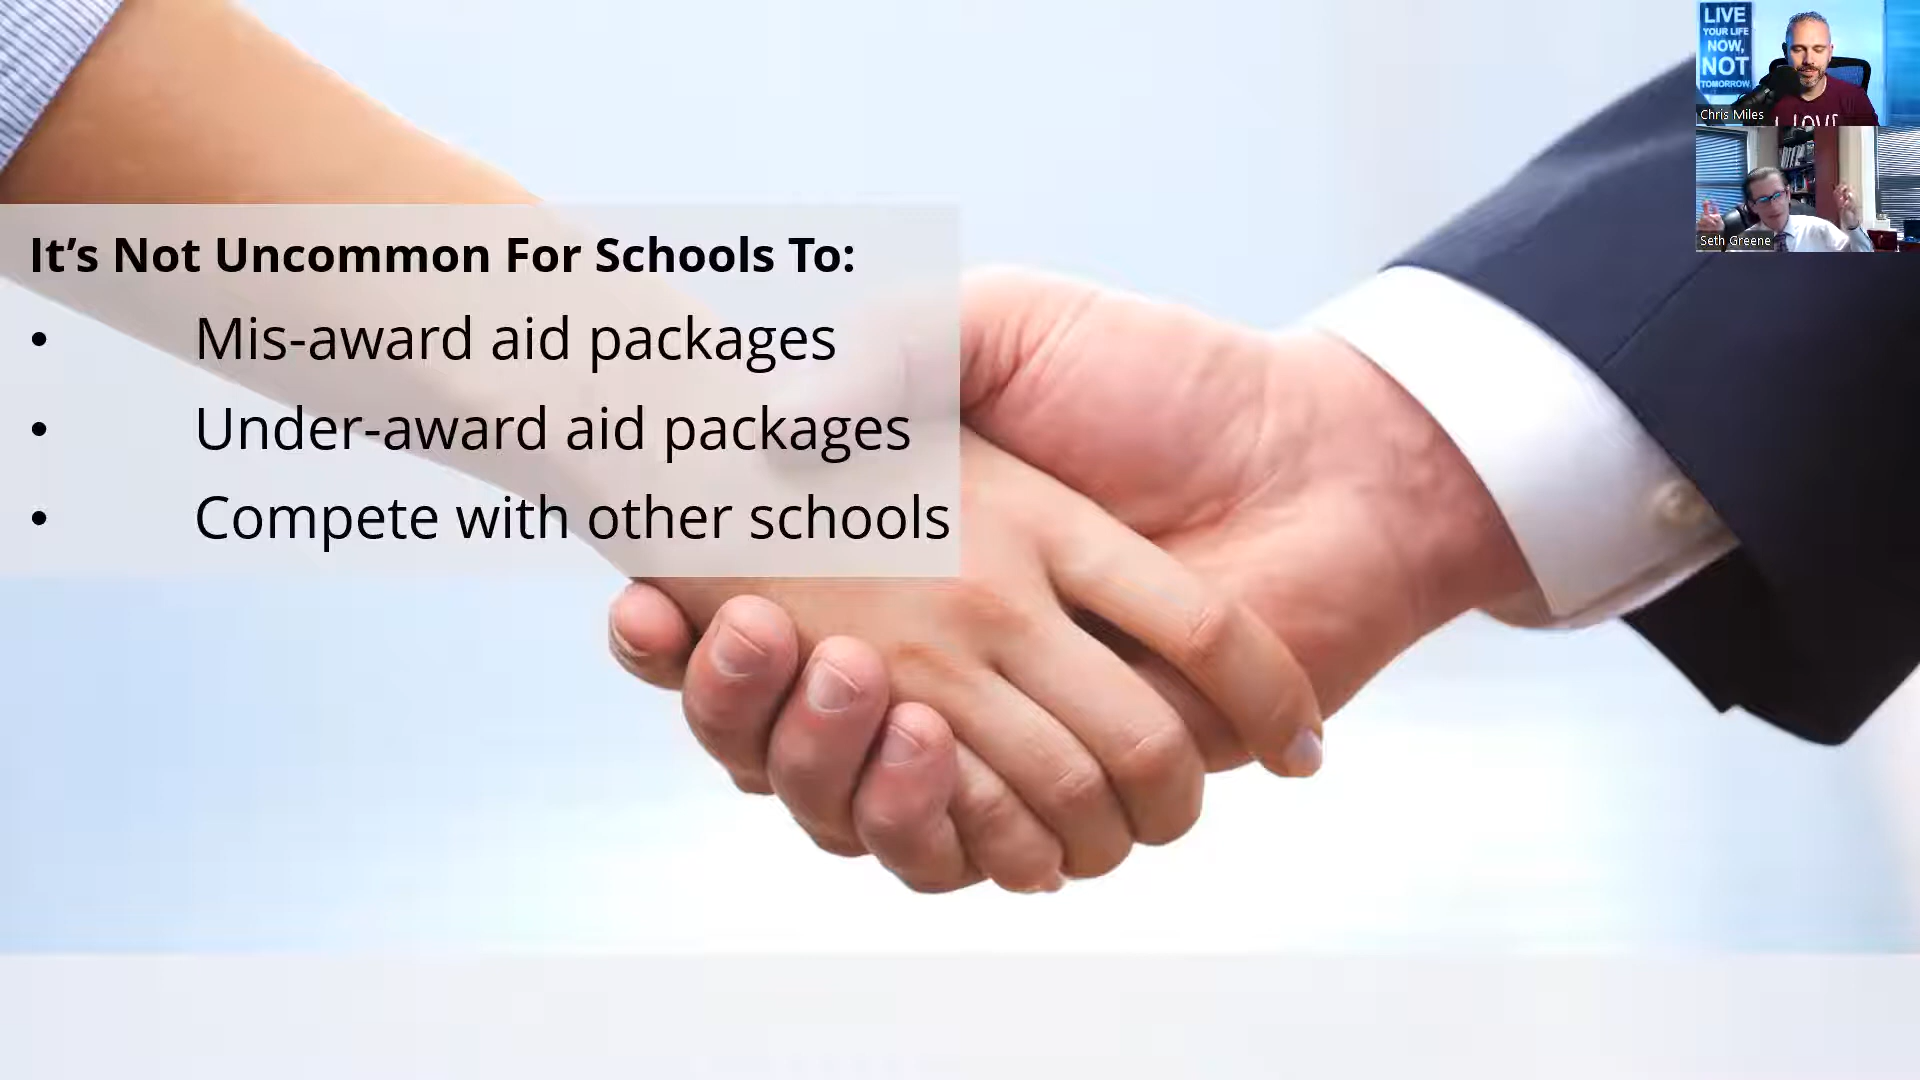 It’s Not Uncommon For Schools To:
• Mis-award aid packages
• Under-award aid packages
• Compete with other schools
LIVE
YOUR LIFE
NOW,
NOT
TOMORROW
Chris Miles
I LOVE
Seth Greene